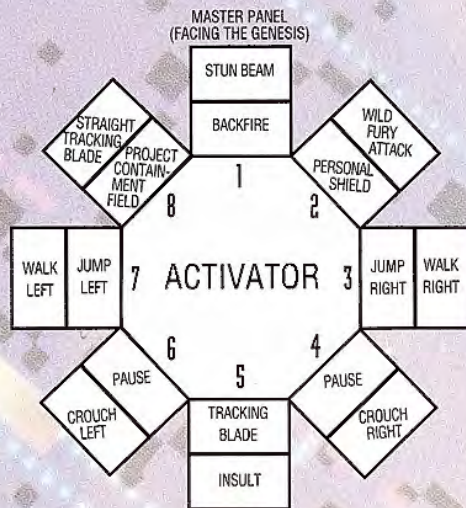 MASTER PANEL
(FACING THE GENESIS)
STUN BEAM
BACKFIRE
1
STRAIGHT
TRACKING
BLADE
PROJECT
CONTAIN-
MENT
FIELD
8
WILD
FURY
ATTACK
PERSONAL
SHIELD
2
WALK
LEFT
JUMP
LEFT
7
ACTIVATOR
3
JUMP
RIGHT
WALK
RIGHT
6
PAUSE
CROUCH
LEFT
5
TRACKING
BLADE
INSULT
4
PAUSE
CROUCH
RIGHT